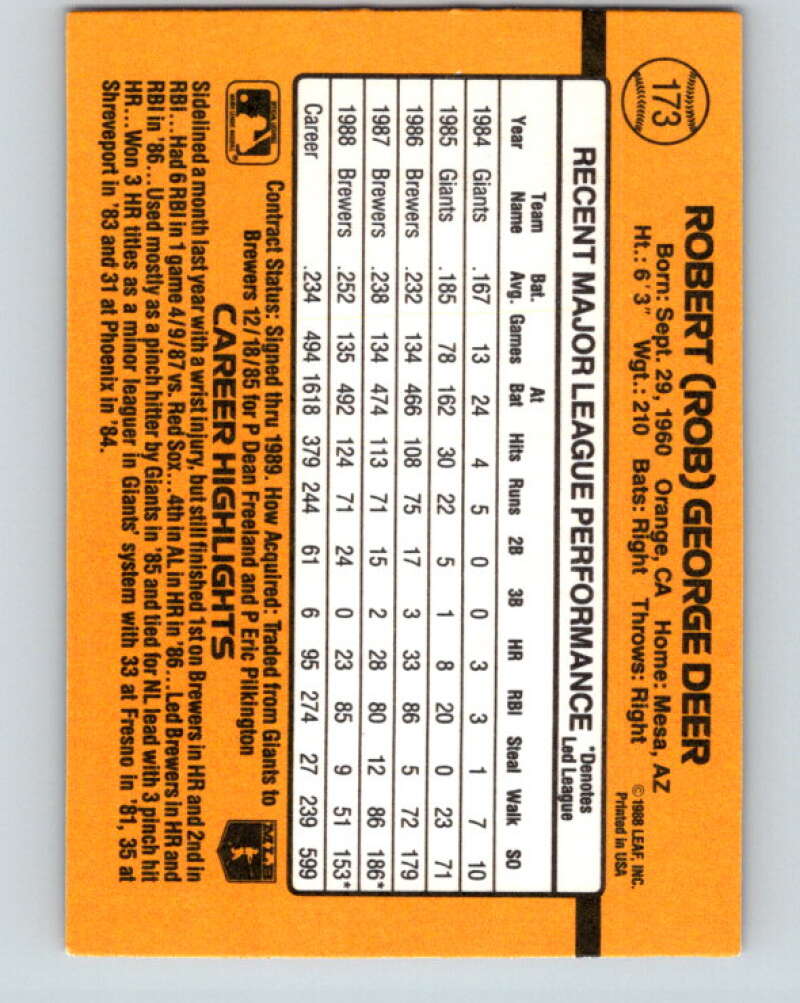 173
ROBERT (ROB) GEORGE DEER
Born: Sept. 29, 1960 Orange, CA Home: Mesa, AZ
Ht.: 6'3" Wgt.: 210 Bats: Right Throws: Right
© 1988 LEAF, INC.
Printed in USA
RECENT MAJOR LEAGUE PERFORMANCE
*Denotes
Led League
Year Team Name Bat. Avg. Games At Bat Hits Runs 2B 3B HR RBI Steal Walk SO
1984 Giants .167 13 24 4 5 0 0 3 3 1 7 10
1985 Giants .185 78 162 30 22 5 1 8 20 0 23 71
1986 Brewers .232 134 466 108 75 17 3 33 86 5 72 179
1987 Brewers .238 134 474 113 71 15 2 28 80 12 86 186*
1988 Brewers .252 135 492 124 71 24 0 23 85 9 51 153*
Career .234 494 1618 379 244 61 6 95 274 27 239 599
Contract Status: Signed thru 1989. How Acquired: Traded from Giants to
Brewers 12/18/85 for P Dean Freeland and P Eric Pilkington
MLB
CAREER HIGHLIGHTS
Sidelined a month last year with a wrist injury, but still finished 1st on Brewers in HR and 2nd in
RBI...Had 6 RBI in 1 game 4/9/87 vs. Red Sox...4th in AL in HR in '86...Led Brewers in HR and
RBI in '86...Used mostly as a pinch hitter by Giants in '85 and tied for NL lead with 3 pinch hit
HR...Won 3 HR titles as a minor leaguer in Giants' system with 33 at Fresno in '81, 35 at
Shreveport in '83 and 31 at Phoenix in '84.